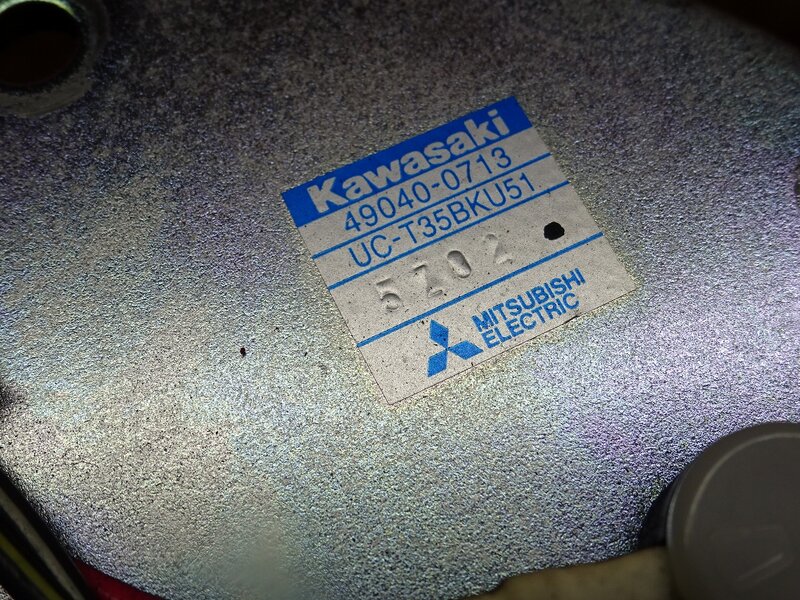 Kawasaki
49040-0713
UC-T35BKU51
5Z02
MITSUBISHI
ELECTRIC